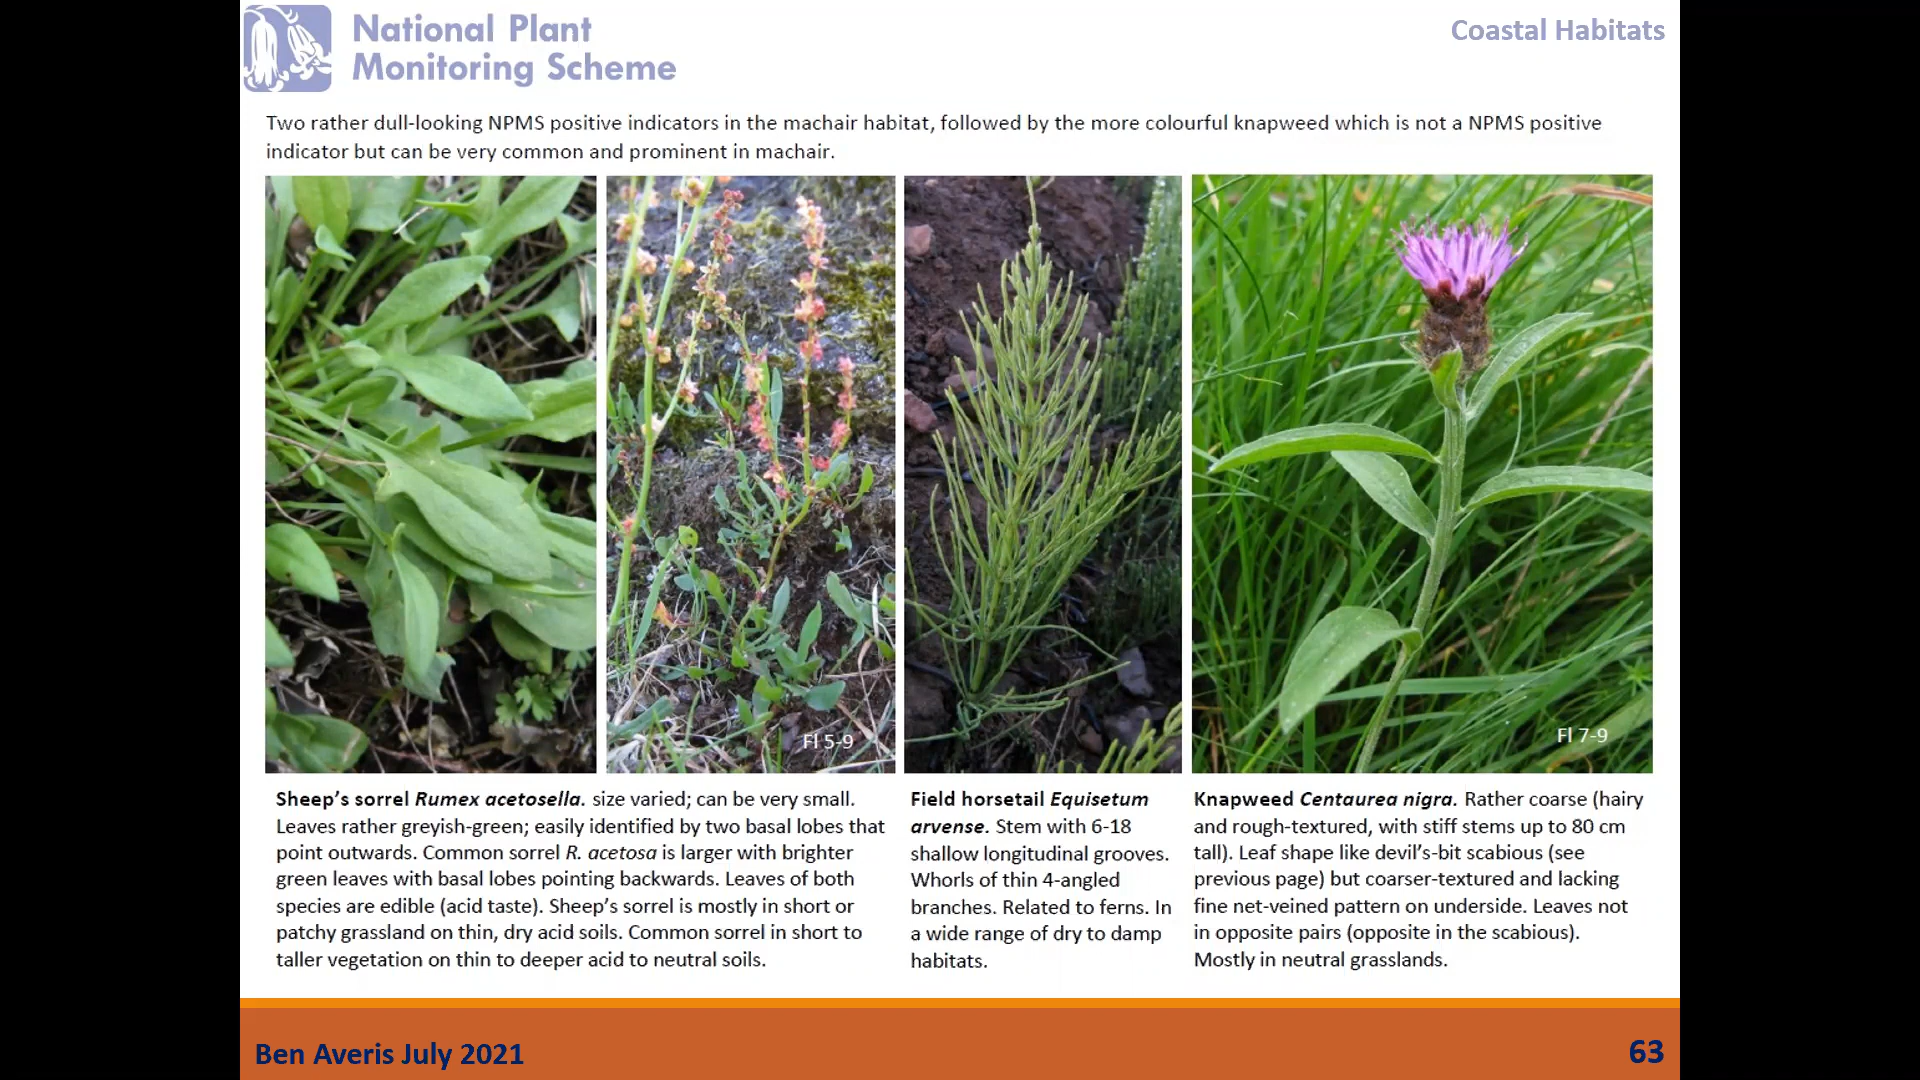 National Plant
Monitoring Scheme
Coastal Habitats
Two rather dull-looking NPMS positive indicators in the machair habitat, followed by the more colourful knapweed which is not a NPMS positive
indicator but can be very common and prominent in machair.
Fl 5-9
Fl 7-9
Sheep’s sorrel Rumex acetosella. size varied; can be very small.
Leaves rather greyish-green; easily identified by two basal lobes that
point outwards. Common sorrel R. acetosa is larger with brighter
green leaves with basal lobes pointing backwards. Leaves of both
species are edible (acid taste). Sheep’s sorrel is mostly in short or
patchy grassland on thin, dry acid soils. Common sorrel in short to
taller vegetation on thin to deeper acid to neutral soils.
Field horsetail Equisetum
arvense. Stem with 6-18
shallow longitudinal grooves.
Whorls of thin 4-angled
branches. Related to ferns. In
a wide range of dry to damp
habitats.
Knapweed Centaurea nigra. Rather coarse (hairy
and rough-textured, with stiff stems up to 80 cm
tall). Leaf shape like devil’s-bit scabious (see
previous page) but coarser-textured and lacking
fine net-veined pattern on underside. Leaves not
in opposite pairs (opposite in the scabious).
Mostly in neutral grasslands.
Ben Averis July 2021
63